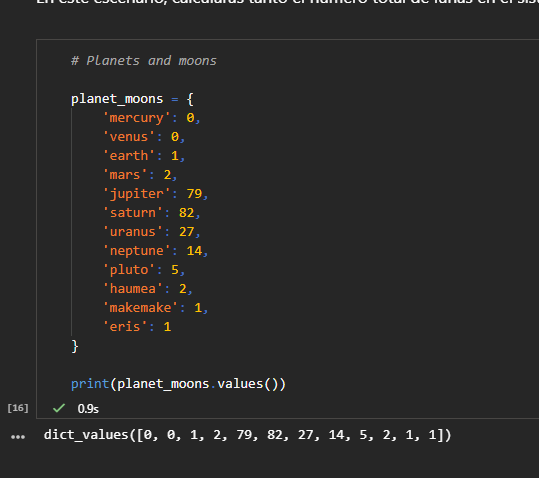 En este escenario, calcularás tanto el número total de lunas en el sis
# Planets and moons
planet_moons = {
    'mercury': 0,
    'venus': 0,
    'earth': 1,
    'mars': 2,
    'jupiter': 79,
    'saturn': 82,
    'uranus': 27,
    'neptune': 14,
    'pluto': 5,
    'haumea': 2,
    'makemake': 1,
    'eris': 1
}
print(planet_moons.values())
[16] ✓ 0.9s
... dict_values([0, 0, 1, 2, 79, 82, 27, 14, 5, 2, 1, 1])